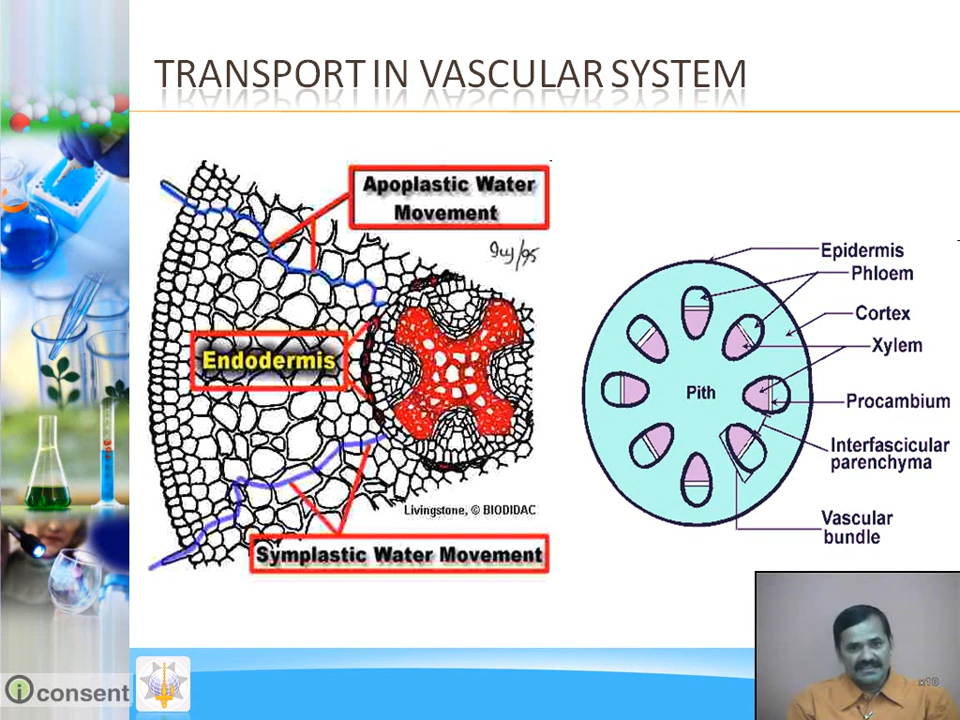 TRANSPORT IN VASCULAR SYSTEM
Apoplastic Water
Movement
Endodermis
Livingstone, © BIODIDAC
Symplastic Water Movement
Epidermis
Phloem
Cortex
Xylem
Pith
Procambium
Interfascicular
parenchyma
Vascular
bundle
x10
i consent